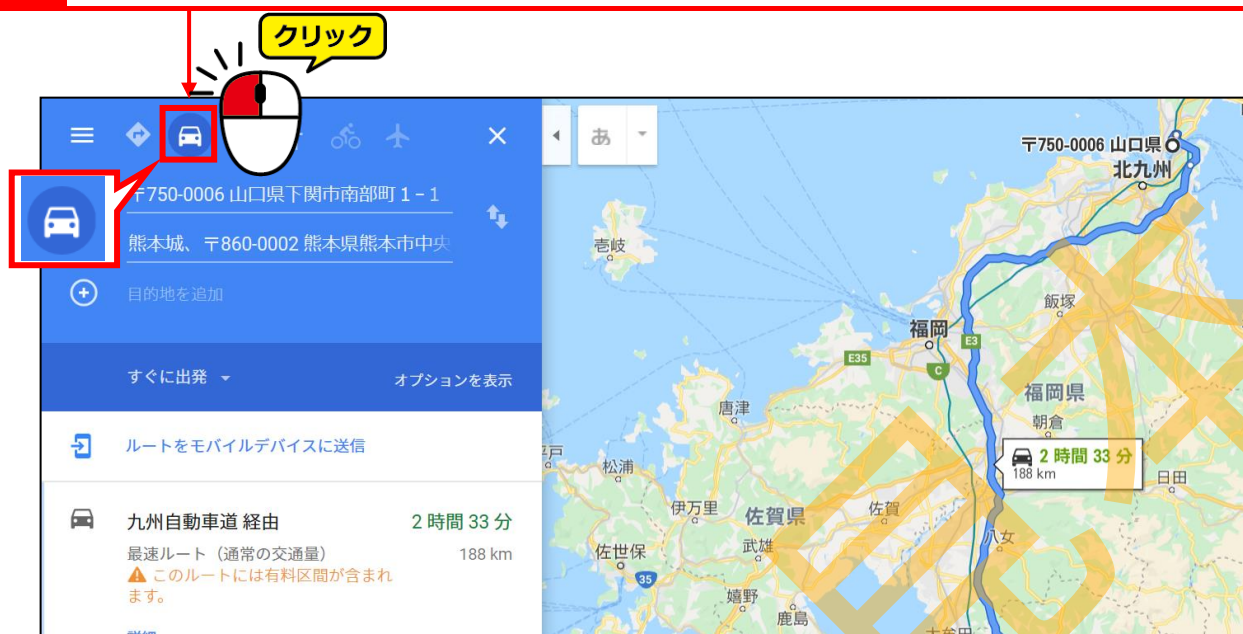 クリック
〒750-0006 山口県下関市南部町 1 − 1
熊本城、〒860-0002 熊本県熊本市中央
目的地を追加
すぐに出発
オプションを表示
ルートをモバイルデバイスに送信
九州自動車道 経由
2 時間 33 分
最速ルート（通常の交通量）
188 km
このルートには有料区間が含まれ
ます。
あ
〒750-0006 山口県
北九州
壱岐
飯塚
福岡
E3
E35
C
福岡県
朝倉
唐津
2 時間 33 分
188 km
松浦
日田
伊万里
佐賀県
佐賀
武雄
八女
佐世保
35
嬉野
鹿島